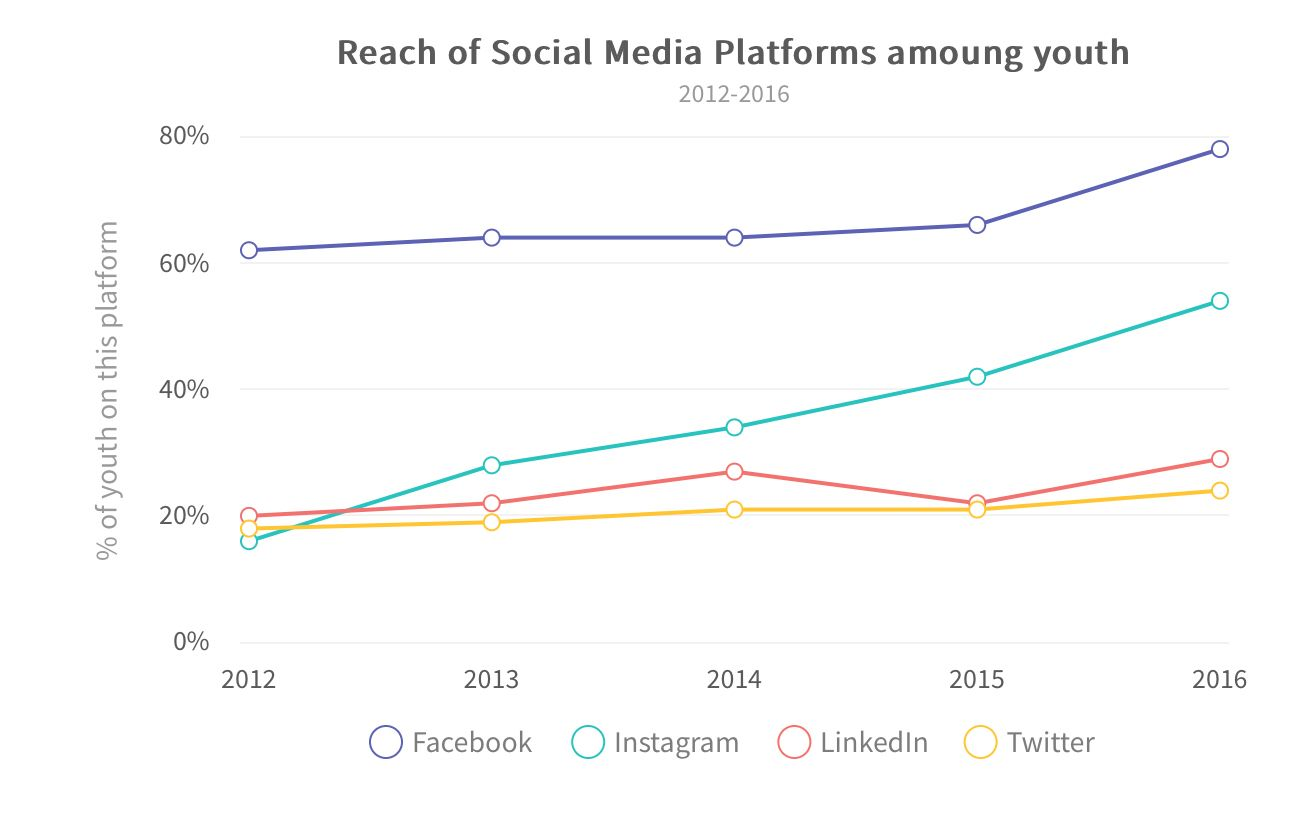 Reach of Social Media Platforms amoung youth
2012-2016
% of youth on this platform
80%
60%
40%
20%
0%
2012 2013 2014 2015 2016
Facebook Instagram LinkedIn Twitter